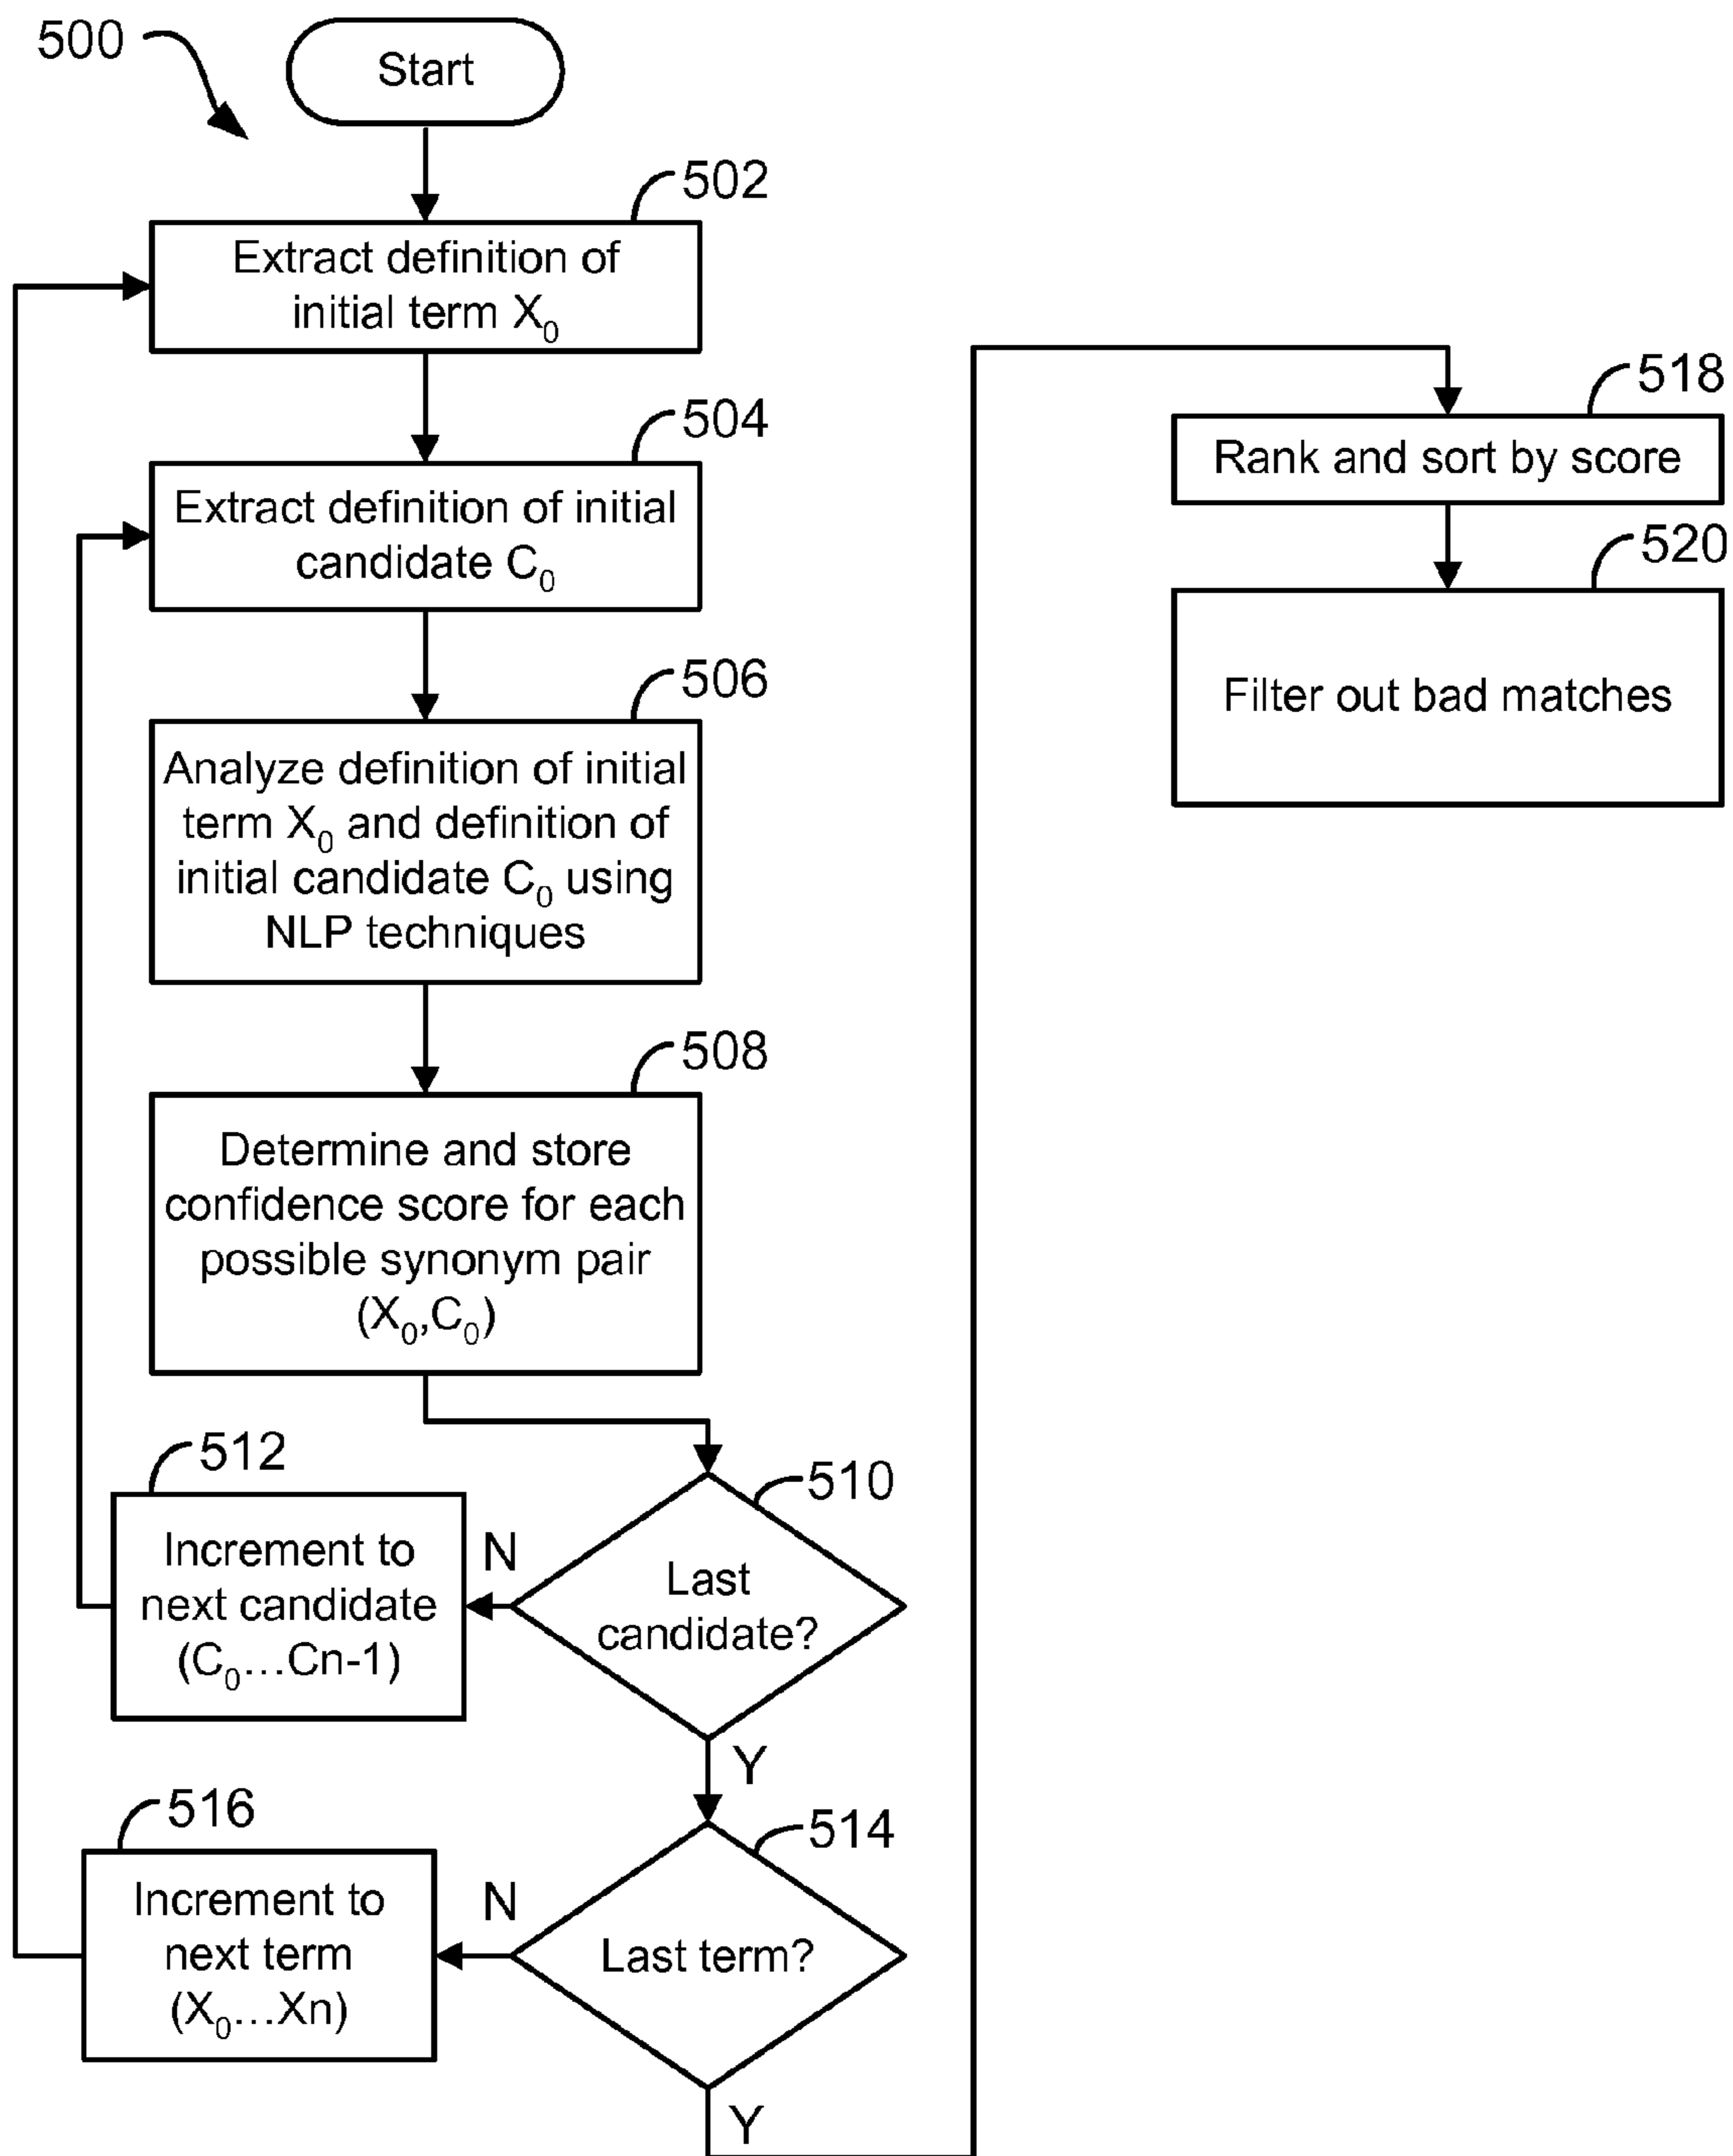 500
Start
502
Extract definition of
initial term X₀
504
Extract definition of initial
candidate C₀
506
Analyze definition of initial
term X₀ and definition of
initial candidate C₀ using
NLP techniques
508
Determine and store
confidence score for each
possible synonym pair
(X₀,C₀)
510
Last
candidate?
N
512
Increment to
next candidate
(C₀...Cn-1)
Y
514
Last term?
N
516
Increment to
next term
(X₀...Xn)
Y
518
Rank and sort by score
520
Filter out bad matches